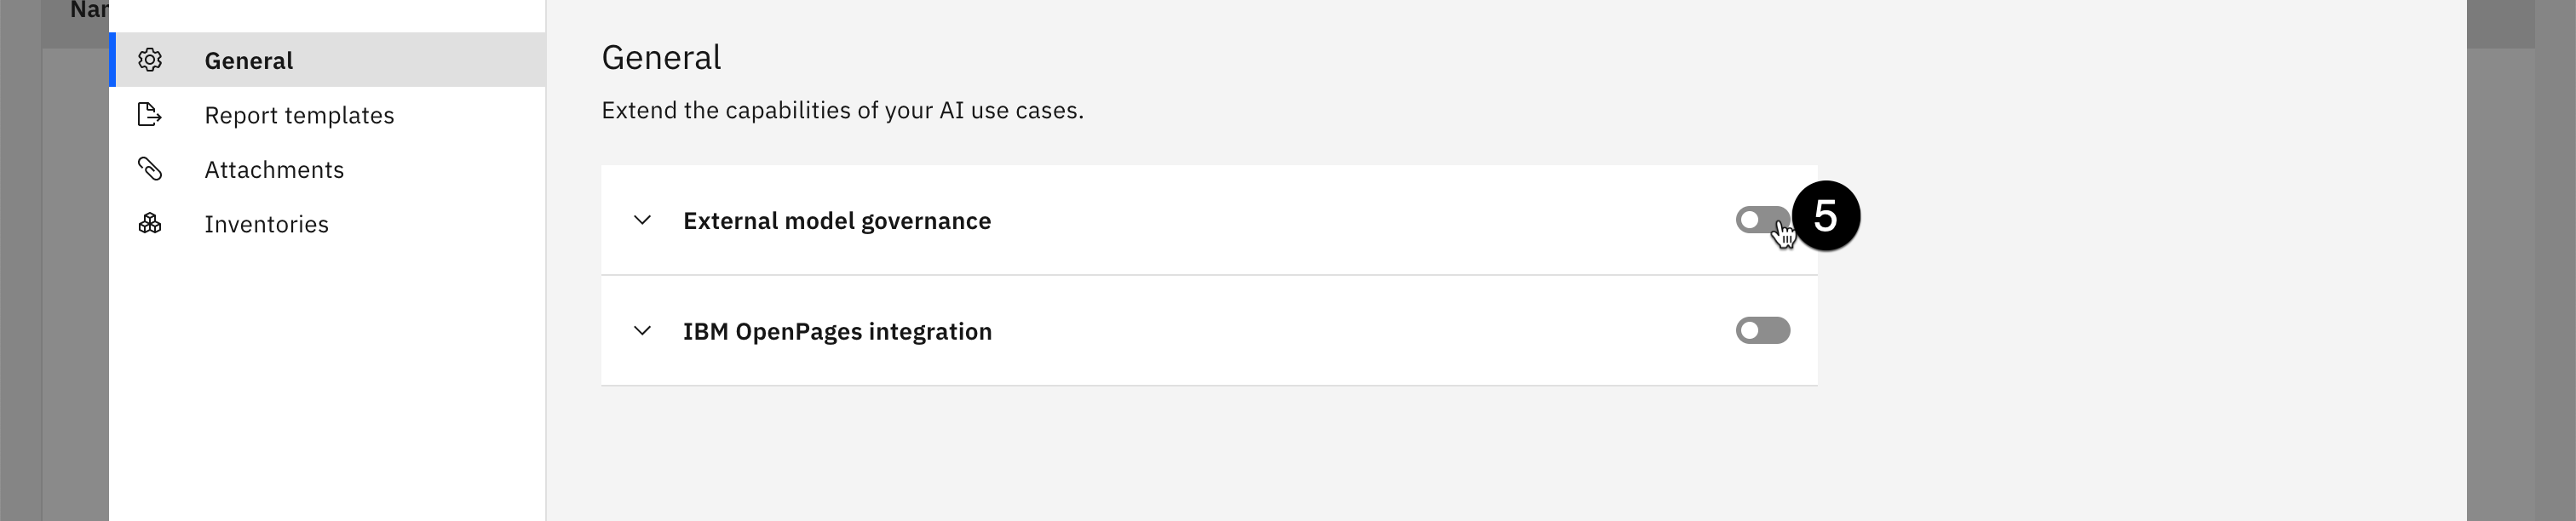 General
Report templates
Attachments
Inventories
General
Extend the capabilities of your AI use cases.
External model governance
5
IBM OpenPages integration